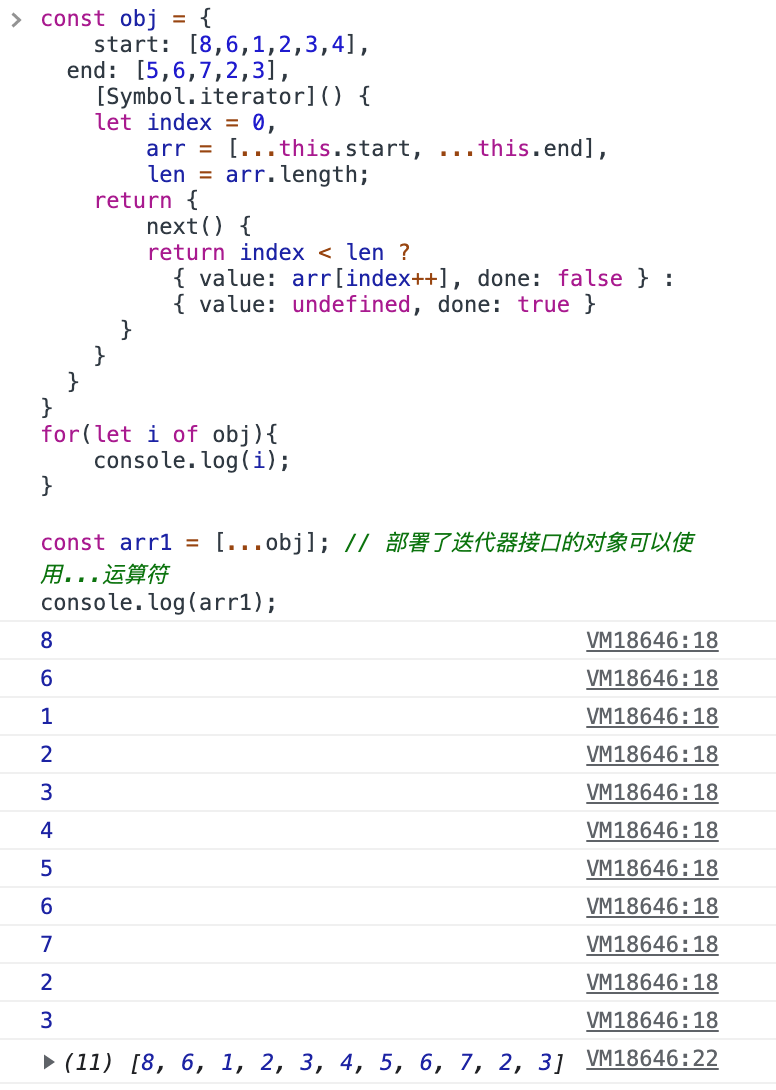 const obj = {
    start: [8,6,1,2,3,4],
  end: [5,6,7,2,3],
    [Symbol.iterator]() {
    let index = 0,
        arr = [...this.start, ...this.end],
        len = arr.length;
    return {
        next() {
        return index < len ?
          { value: arr[index++], done: false } :
          { value: undefined, done: true }
      }
    }
  }
}
for(let i of obj){
    console.log(i);
}

const arr1 = [...obj]; // 部署了迭代器接口的对象可以使
用...运算符
console.log(arr1);
8 VM18646:18
6 VM18646:18
1 VM18646:18
2 VM18646:18
3 VM18646:18
4 VM18646:18
5 VM18646:18
6 VM18646:18
7 VM18646:18
2 VM18646:18
3 VM18646:18
(11) [8, 6, 1, 2, 3, 4, 5, 6, 7, 2, 3] VM18646:22